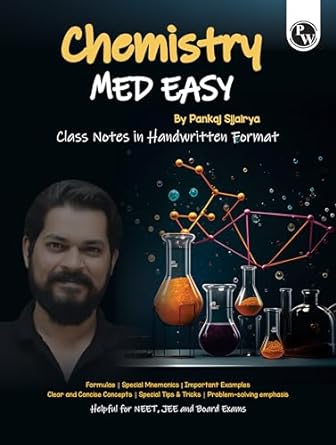 PW
Chemistry
MED EASY
By Pankaj Sijairya
Class Notes in Handwritten Format
Formulas | Special Mnemonics | Important Examples
Clear and Concise Concepts | Special Tips & Tricks | Problem-solving emphasis
Helpful for NEET, JEE and Board Exams